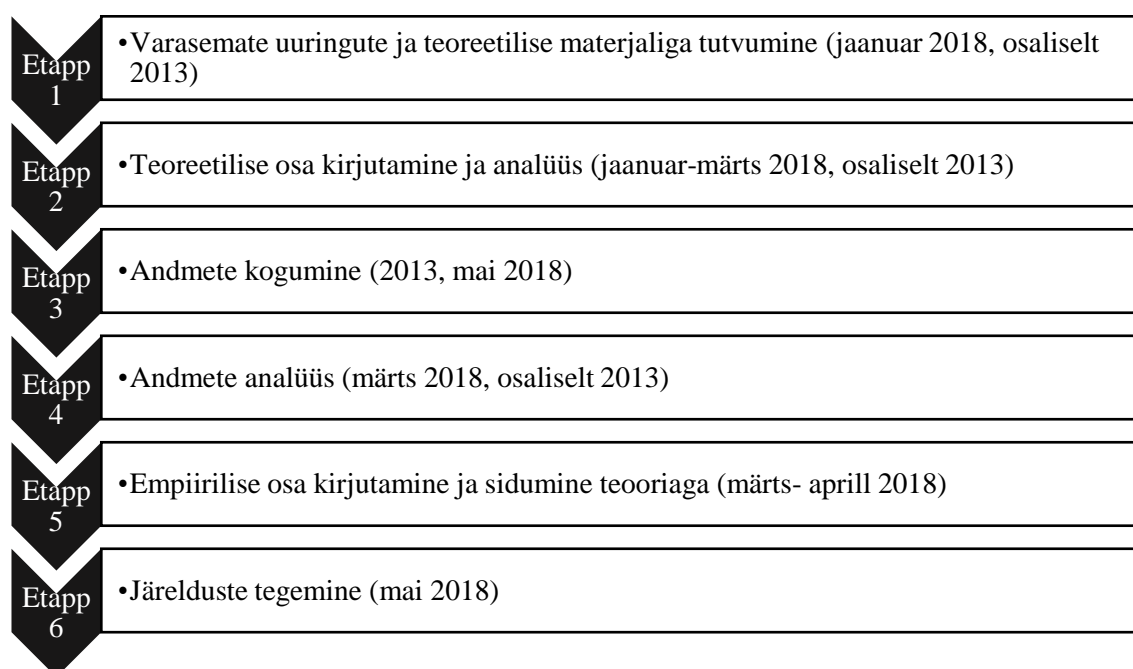 Etapp
1
•Varasemate uuringute ja teoreetilise materjaliga tutvumine (jaanuar 2018, osaliselt
2013)
Etapp
2
•Teoreetilise osa kirjutamine ja analüüs (jaanuar-märts 2018, osaliselt 2013)
Etapp
3
•Andmete kogumine (2013, mai 2018)
Etapp
4
•Andmete analüüs (märts 2018, osaliselt 2013)
Etapp
5
•Empiirilise osa kirjutamine ja sidumine teooriaga (märts- aprill 2018)
Etapp
6
•Järelduste tegemine (mai 2018)